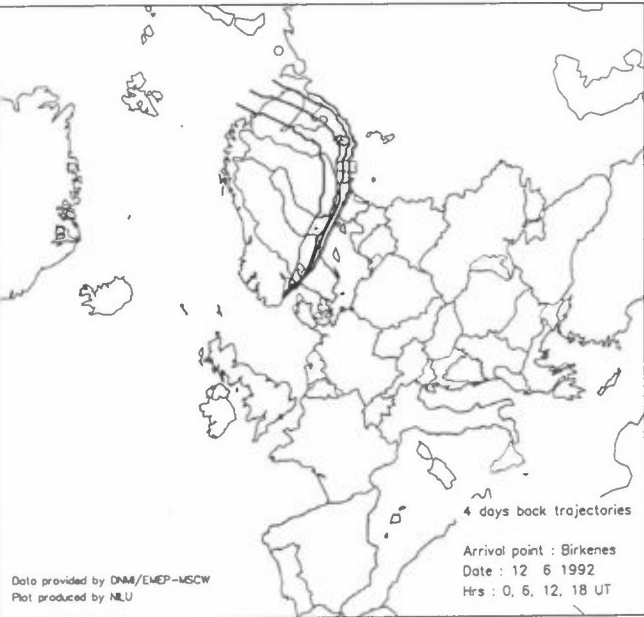 4 days back trajectories
Arrival point : Birkenes
Date : 12 6 1992
Hrs : 0, 6, 12, 18 UT
Data provided by DNMI/EMEP-MSCW
Plot produced by NILU